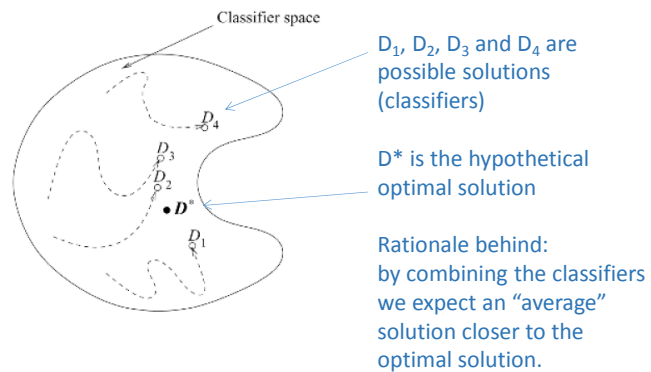 Classifier space
D₁, D₂, D₃ and D₄ are
possible solutions
(classifiers)
D₄
D₃
D* is the hypothetical
optimal solution
D₂
D*
D₁
Rationale behind:
by combining the classifiers
we expect an “average”
solution closer to the
optimal solution.